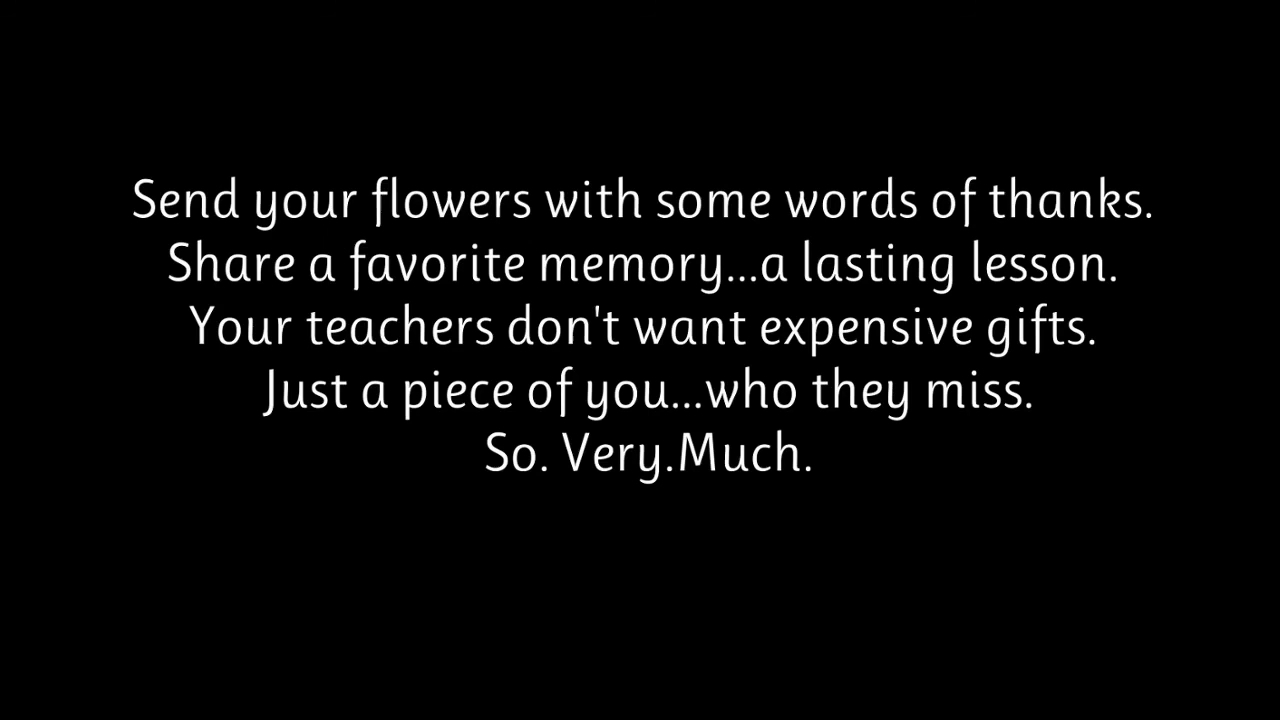 Send your flowers with some words of thanks.
Share a favorite memory...a lasting lesson.
Your teachers don't want expensive gifts.
Just a piece of you...who they miss.
So. Very.Much.